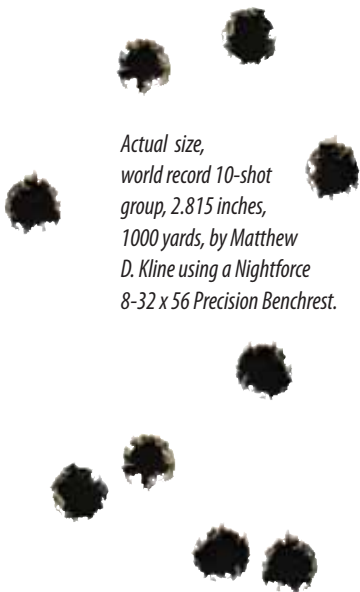 Actual size,
world record 10-shot
group, 2.815 inches,
1000 yards, by Matthew
D. Kline using a Nightforce
8-32 x 56 Precision Benchrest.